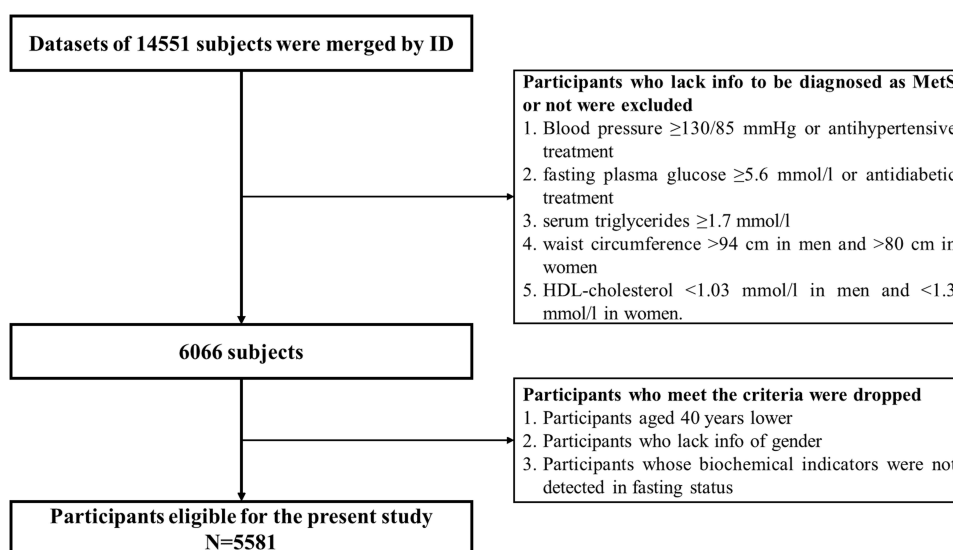 Datasets of 14551 subjects were merged by ID
Participants who lack info to be diagnosed as MetS
or not were excluded
1. Blood pressure ≥130/85 mmHg or antihypertensive
treatment
2. fasting plasma glucose ≥5.6 mmol/l or antidiabetic
treatment
3. serum triglycerides ≥1.7 mmol/l
4. waist circumference >94 cm in men and >80 cm in
women
5. HDL-cholesterol <1.03 mmol/l in men and <1.3
mmol/l in women.
6066 subjects
Participants who meet the criteria were dropped
1. Participants aged 40 years lower
2. Participants who lack info of gender
3. Participants whose biochemical indicators were not
detected in fasting status
Participants eligible for the present study
N=5581